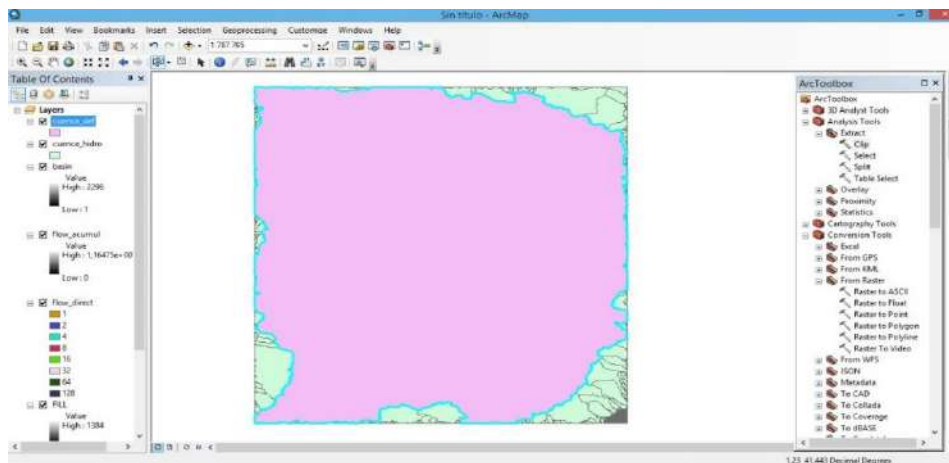 Sin título - ArcMap
File Edit View Bookmarks Insert Selection Geoprocessing Customize Windows Help
Table Of Contents
Layers
cuence_hidro
basin
Value
High : 2296
Low : 1
flow_acumul
Value
Low : 0
flow_direct
1
2
4
8
16
32
64
128
FILL
Value
High : 1384
ArcToolbox
ArcToolbox
3D Analyst Tools
Analysis Tools
Extract
Clip
Select
Split
Table Select
Overlay
Proximity
Statistics
Cartography Tools
Conversion Tools
Excel
From GPS
From KML
From Raster
Raster to ASCII
Raster to Float
Raster to Point
Raster to Polygon
Raster to Polyline
Raster To Video
From WFS
JSON
Metadata
To CAD
To Collada
To Coverage
To dBASE
1,23 41,443 Decimal Degrees